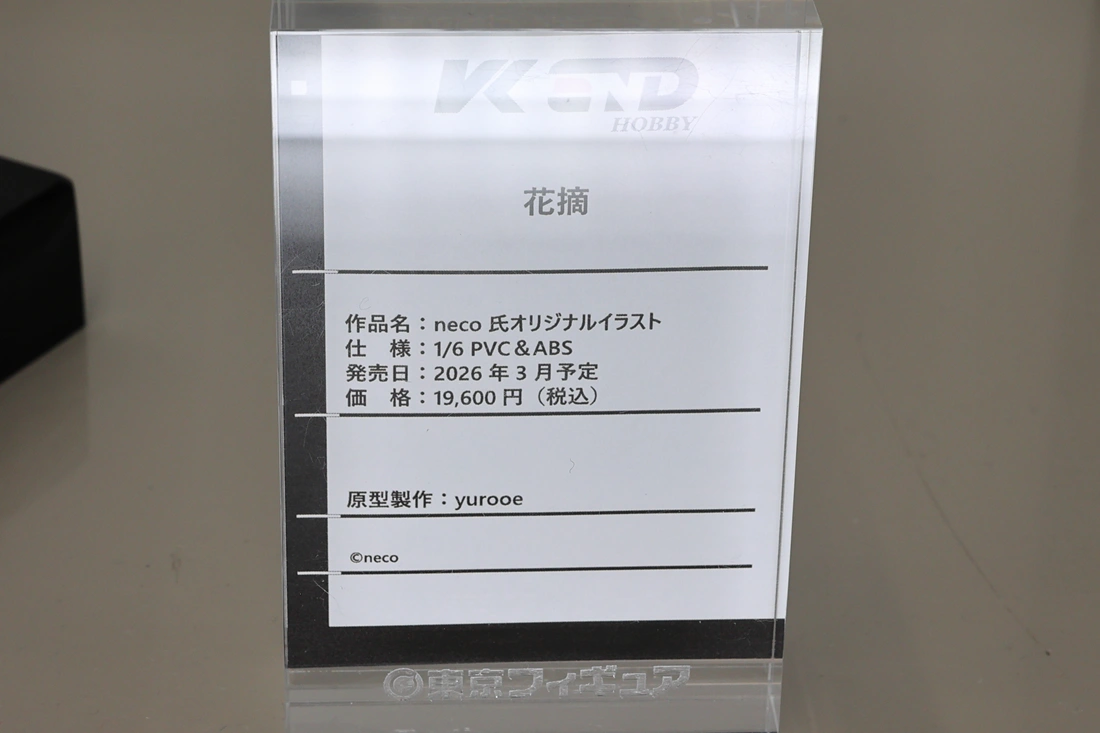 HOBBY
花摘
作品名：neco 氏オリジナルイラスト
仕　様：1/6 PVC＆ABS
発売日：2026 年 3 月予定
価　格：19,600 円（税込）
原型製作：yurooe
©neco
東京フィギュア